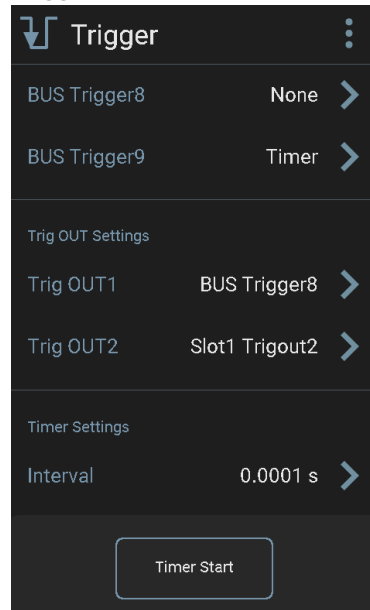 Trigger
BUS Trigger8 None
BUS Trigger9 Timer
Trig OUT Settings
Trig OUT1 BUS Trigger8
Trig OUT2 Slot1 Trigout2
Timer Settings
Interval 0.0001 s
Timer Start